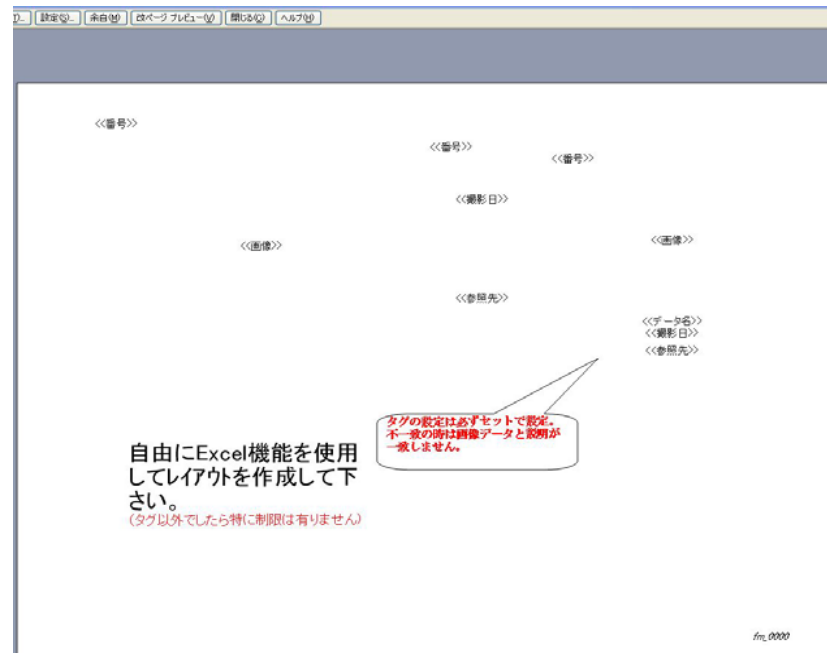 設定(S)... 余白(M) 改ページ プレビュー(V) 閉じる(C) ヘルプ(H)
<<番号>>
<<番号>>
<<番号>>
<<撮影日>>
<<画像>> <<画像>>
<<参照先>>
<<データ名>>
<<撮影日>>
<<参照先>>
タグの設定は必ずセットで設定。
不一致の時は画像データと説明が
一致しません。
自由にExcel機能を使用
してレイアウトを作成して下
さい。
(タグ以外でしたら特に制限は有りません)
fm_0000